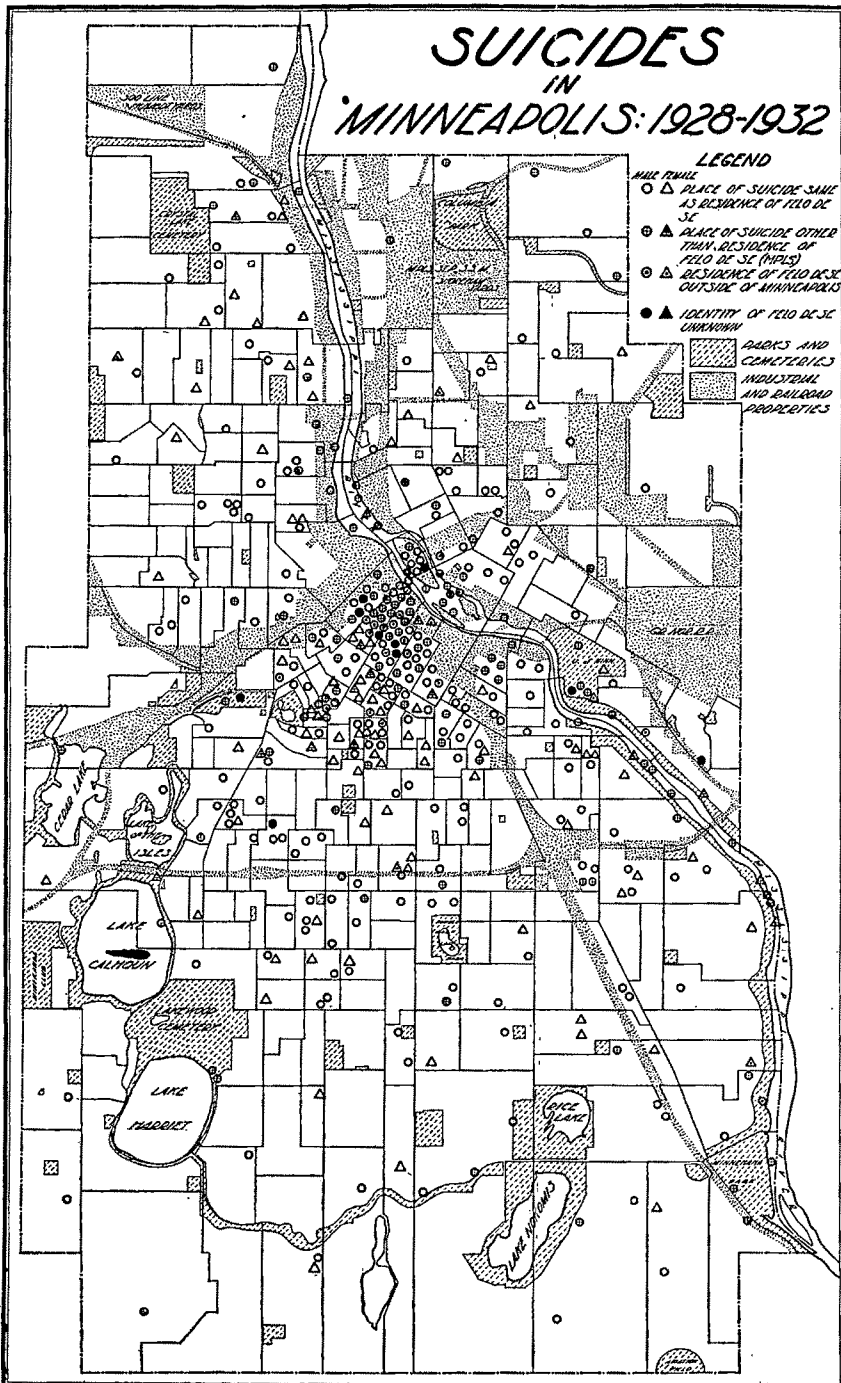 SUICIDES
IN
MINNEAPOLIS: 1928-1932
LEGEND
MALE FEMALE
PLACE OF SUICIDE SAME
AS RESIDENCE OF FELO DE
SE
PLACE OF SUICIDE OTHER
THAN RESIDENCE OF
FELO DE SE (MPLS)
RESIDENCE OF FELO DE SE
OUTSIDE OF MINNEAPOLIS
IDENTITY OF FELO DE SE
UNKNOWN
PARKS AND
CEMETERIES
INDUSTRIAL
AND RAILROAD
PROPERTIES
SOO LINE
CEDAR LAKE
LAKE
OF THE
ISLES
LAKE
CALHOUN
LAKEWOOD
CEMETERY
LAKE
HARRIET
RICE
LAKE
LAKE NOKOMIS